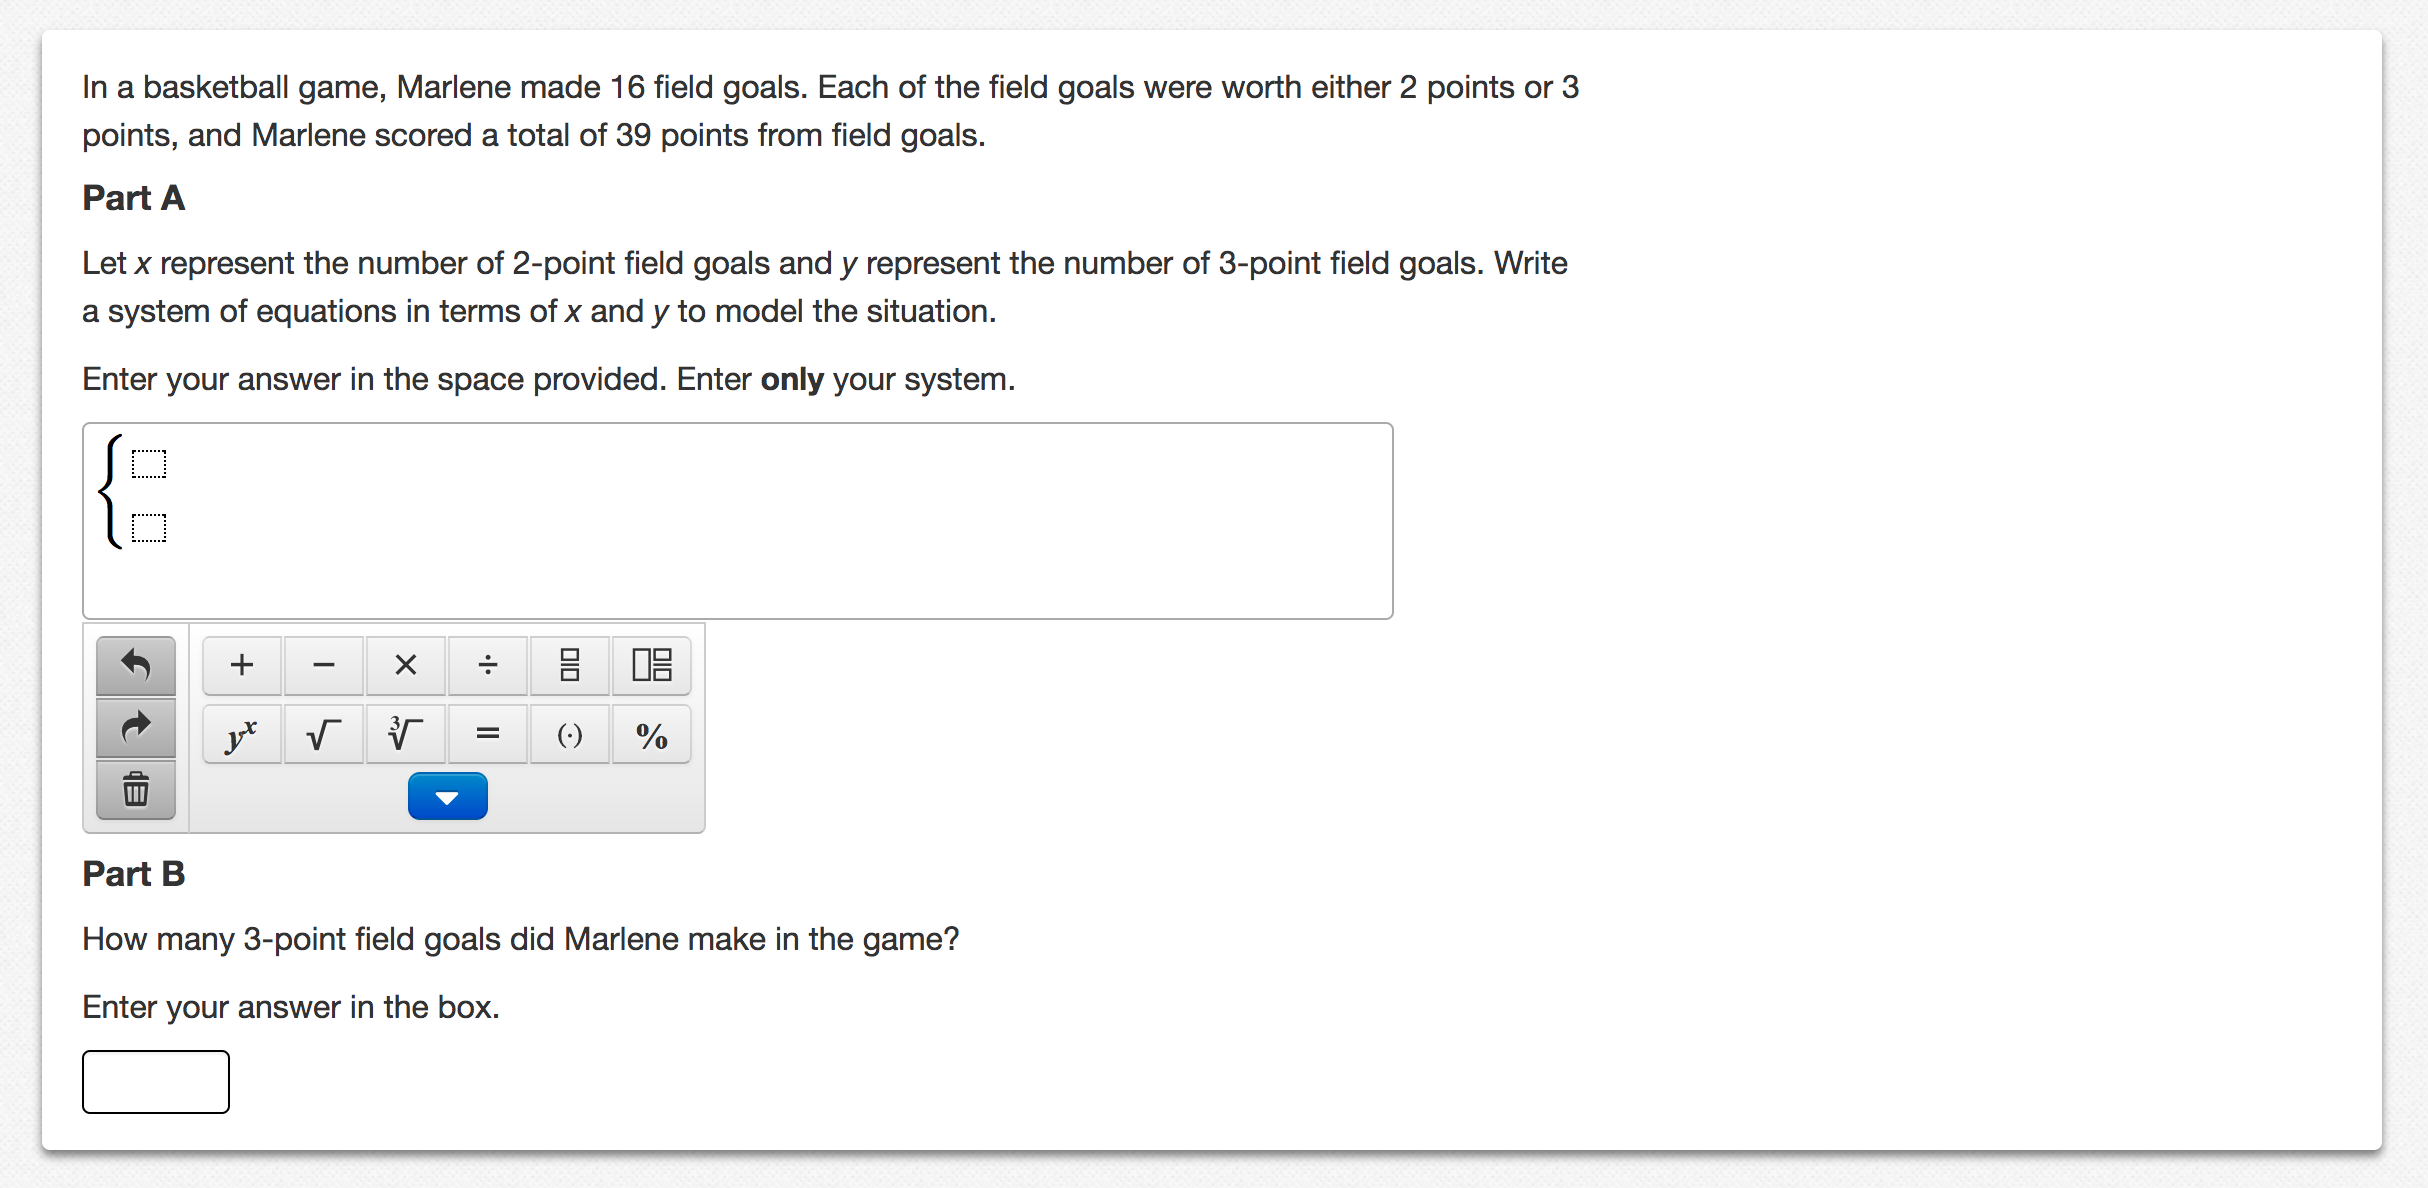 In a basketball game, Marlene made 16 field goals. Each of the field goals were worth either 2 points or 3
points, and Marlene scored a total of 39 points from field goals.
Part A
Let x represent the number of 2-point field goals and y represent the number of 3-point field goals. Write
a system of equations in terms of x and y to model the situation.
Enter your answer in the space provided. Enter only your system.
{
+ − × ÷
yˣ √ ∛ = (·) %
Part B
How many 3-point field goals did Marlene make in the game?
Enter your answer in the box.